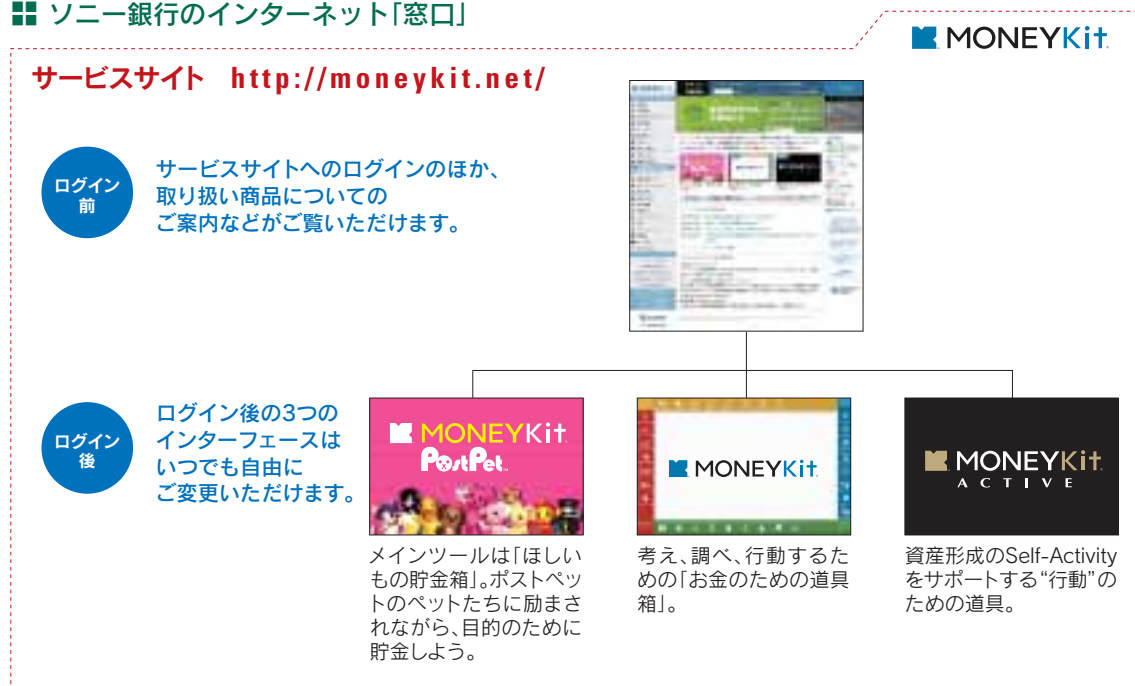 ソニー銀行のインターネット「窓口」
MONEYKit
サービスサイト http://moneykit.net/
ログイン
前
サービスサイトへのログインのほか、
取り扱い商品についての
ご案内などがご覧いただけます。
ログイン
後
ログイン後の3つの
インターフェースは
いつでも自由に
ご変更いただけます。
MONEYKit
PostPet
メインツールは「ほしい
もの貯金箱」。ポストペッ
トのペットたちに励まさ
れながら、目的のために
貯金しよう。
MONEYKit
考え、調べ、行動するた
めの「お金のための道具
箱」。
MONEYKit
ACTIVE
資産形成のSelf-Activity
をサポートする“行動”の
ための道具。